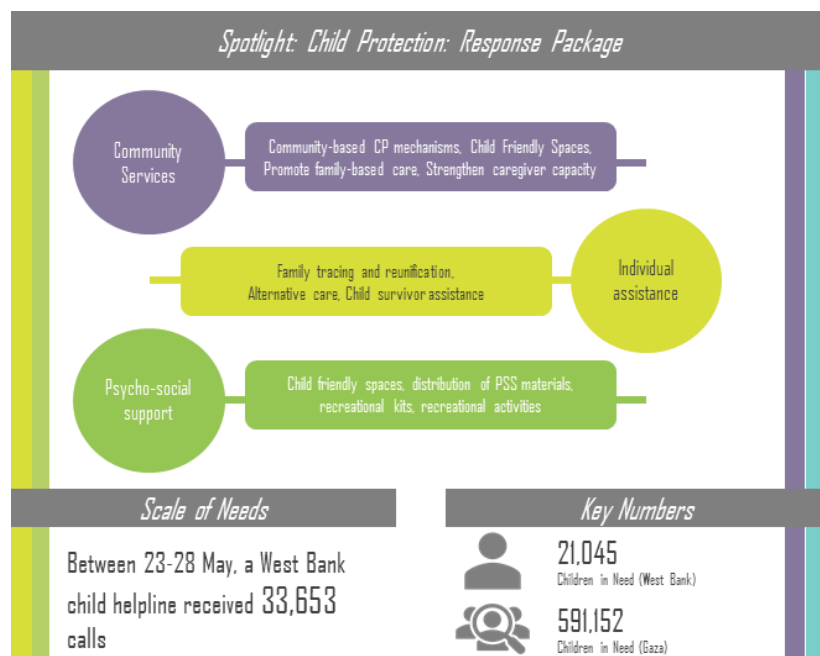 Spotlight: Child Protection: Response Package
Community
Services
Community-based CP mechanisms, Child Friendly Spaces,
Promote family-based care, Strengthen caregiver capacity
Family tracing and reunification,
Alternative care, Child survivor assistance
Individual
assistance
Psycho-social
support
Child friendly spaces, distribution of PSS materials,
recreational kits, recreational activities
Scale of Needs
Between 23-28 May, a West Bank
child helpline received 33,653
calls
Key Numbers
21,045
Children in Need (West Bank)
591,152
Children in Need (Gaza)